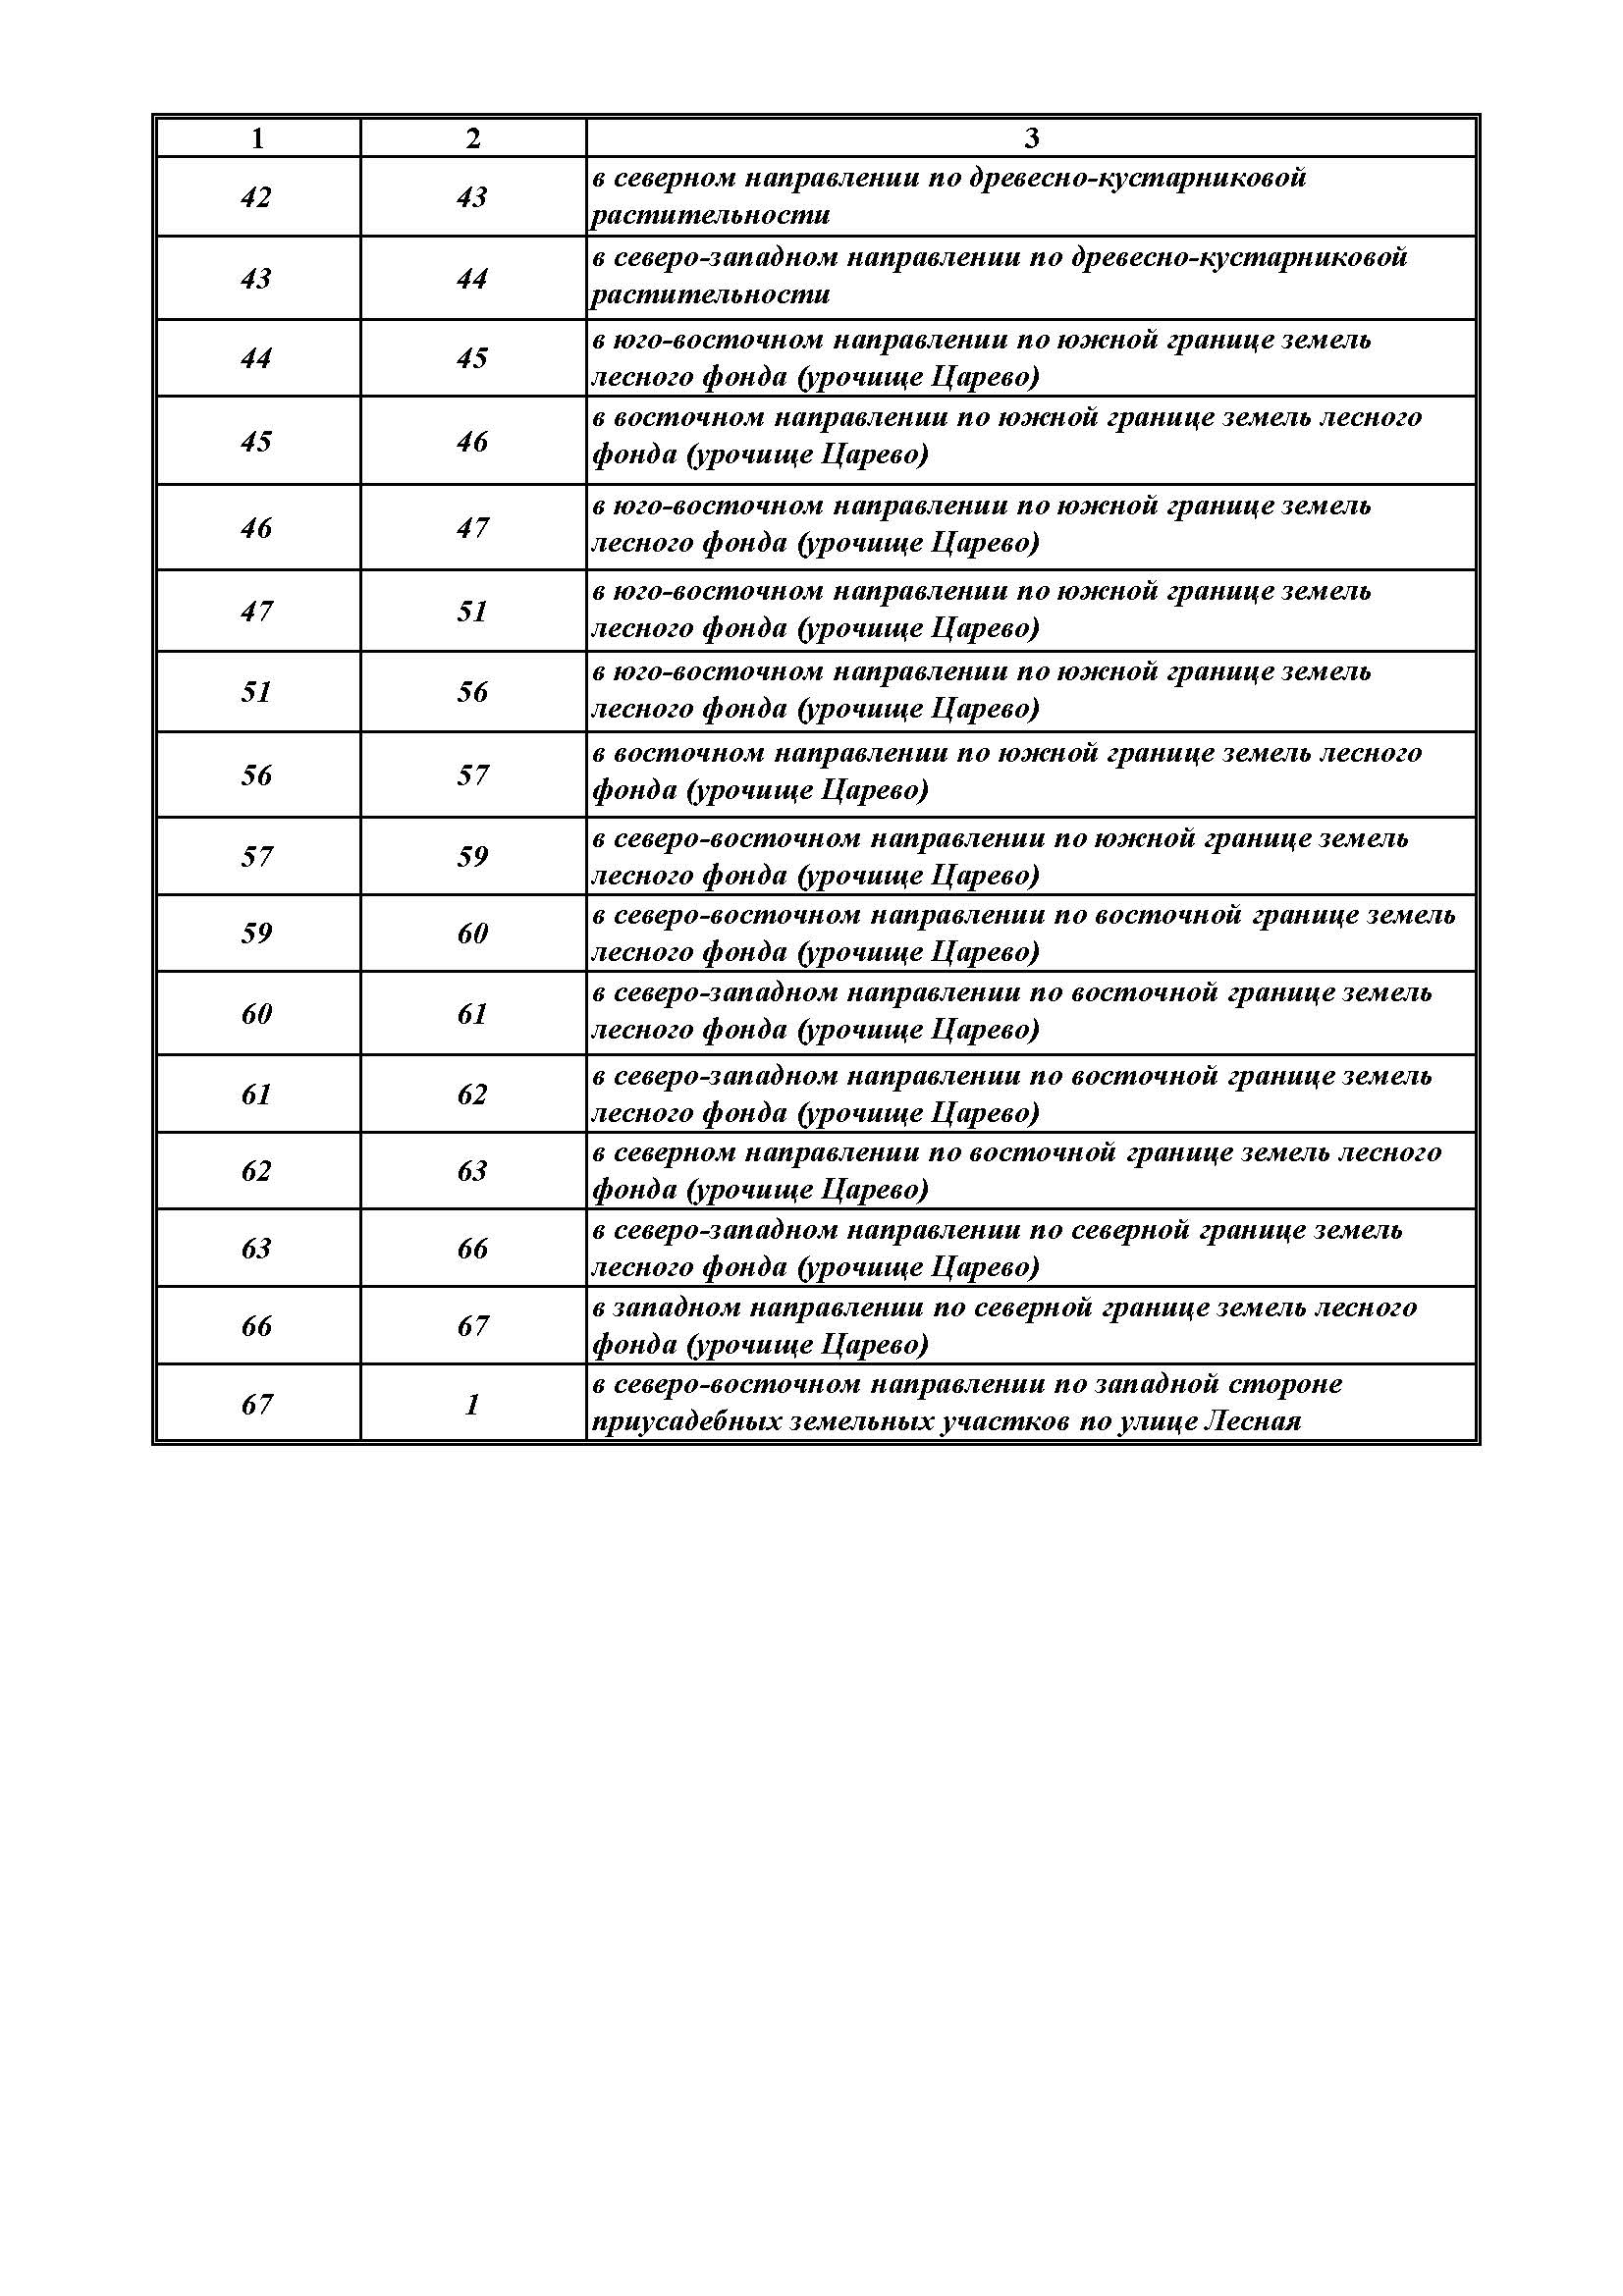 1 2 3
42 43 в северном направлении по древесно-кустарниковой
растительности
43 44 в северо-западном направлении по древесно-кустарниковой
растительности
44 45 в юго-восточном направлении по южной границе земель
лесного фонда (урочище Царево)
45 46 в восточном направлении по южной границе земель лесного
фонда (урочище Царево)
46 47 в юго-восточном направлении по южной границе земель
лесного фонда (урочище Царево)
47 51 в юго-восточном направлении по южной границе земель
лесного фонда (урочище Царево)
51 56 в юго-восточном направлении по южной границе земель
лесного фонда (урочище Царево)
56 57 в восточном направлении по южной границе земель лесного
фонда (урочище Царево)
57 59 в северо-восточном направлении по южной границе земель
лесного фонда (урочище Царево)
59 60 в северо-восточном направлении по восточной границе земель
лесного фонда (урочище Царево)
60 61 в северо-западном направлении по восточной границе земель
лесного фонда (урочище Царево)
61 62 в северо-западном направлении по восточной границе земель
лесного фонда (урочище Царево)
62 63 в северном направлении по восточной границе земель лесного
фонда (урочище Царево)
63 66 в северо-западном направлении по северной границе земель
лесного фонда (урочище Царево)
66 67 в западном направлении по северной границе земель лесного
фонда (урочище Царево)
67 1 в северо-восточном направлении по западной стороне
приусадебных земельных участков по улице Лесная